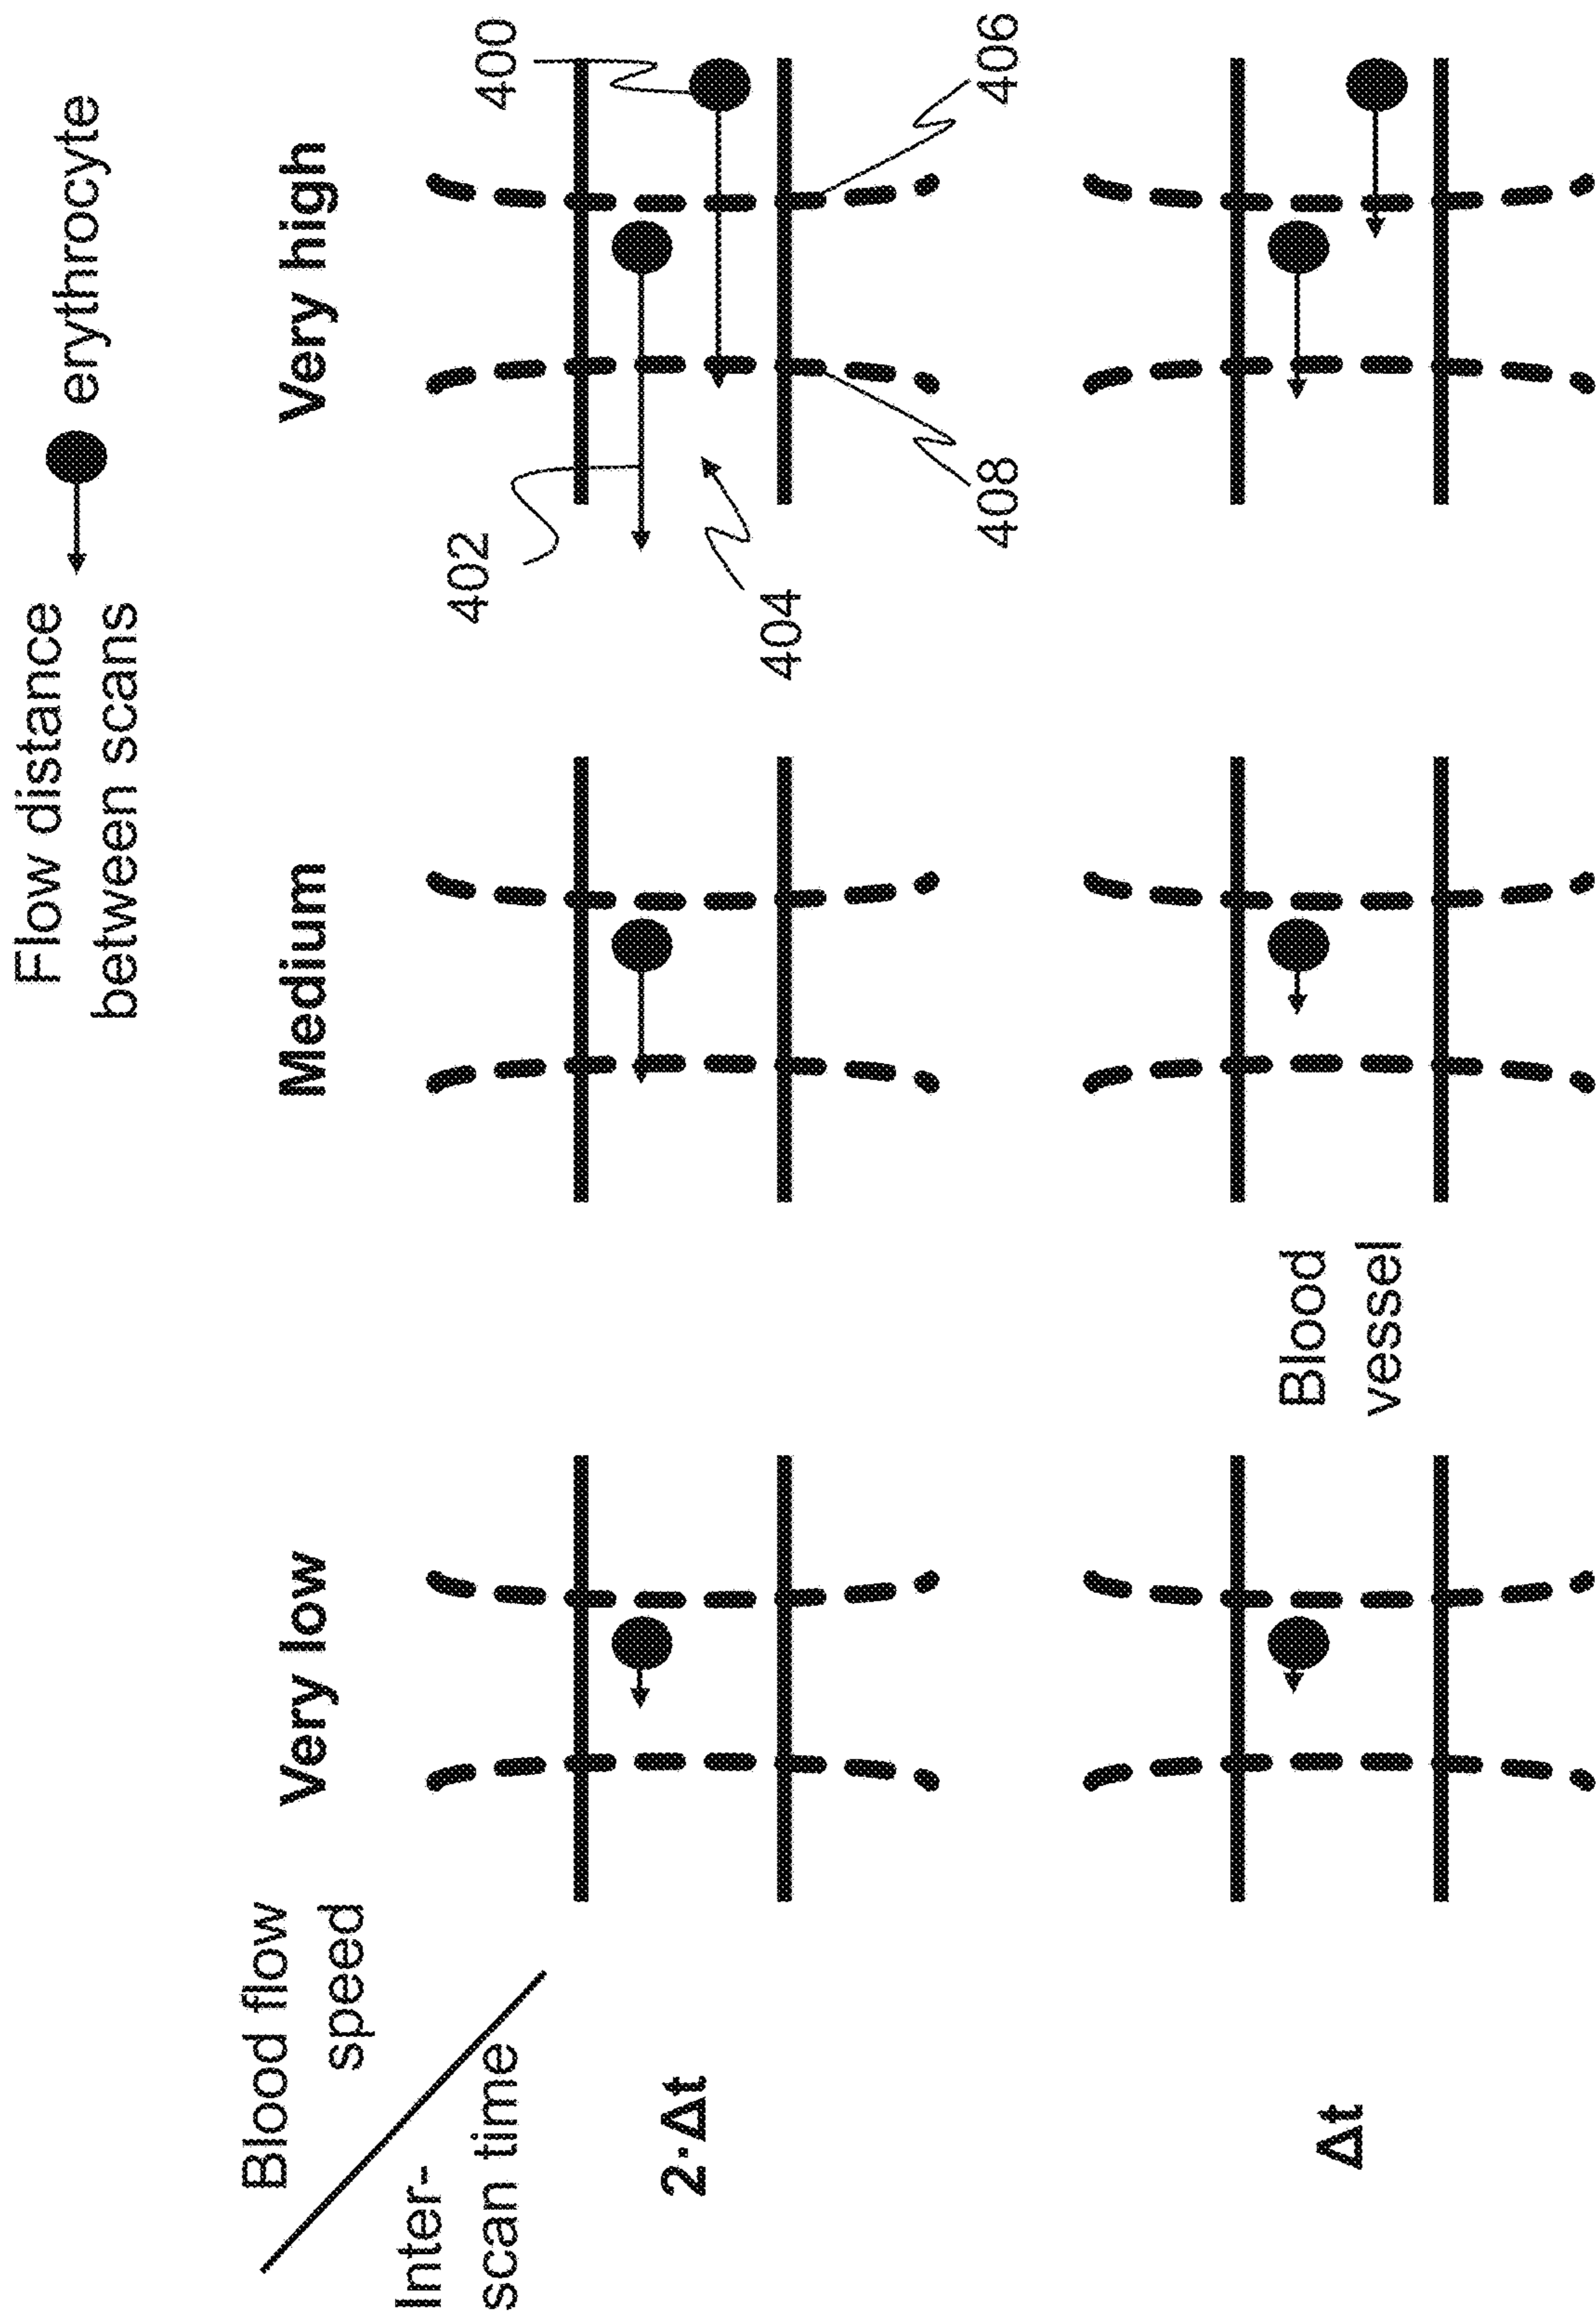 Flow distance
between scans
erythrocyte
Blood flow
speed
Inter-
scan time
Very low
Medium
Very high
2·Δt
402
400
404
408
406
Δt
Blood
vessel